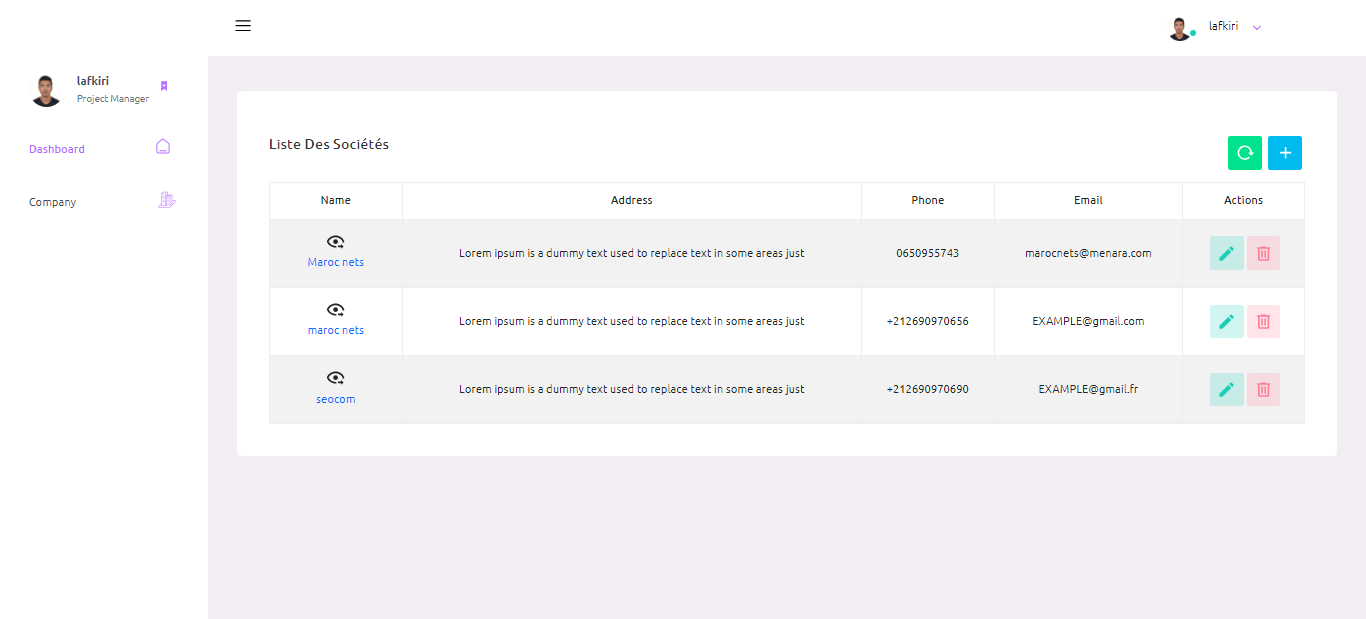 lafkiri
lafkiri
Project Manager
Dashboard
Company
Liste Des Sociétés
Name Address Phone Email Actions
Maroc nets Lorem ipsum is a dummy text used to replace text in some areas just 0650955743 marocnets@menara.com
maroc nets Lorem ipsum is a dummy text used to replace text in some areas just +212690970656 EXAMPLE@gmail.com
seocom Lorem ipsum is a dummy text used to replace text in some areas just +212690970690 EXAMPLE@gmail.fr